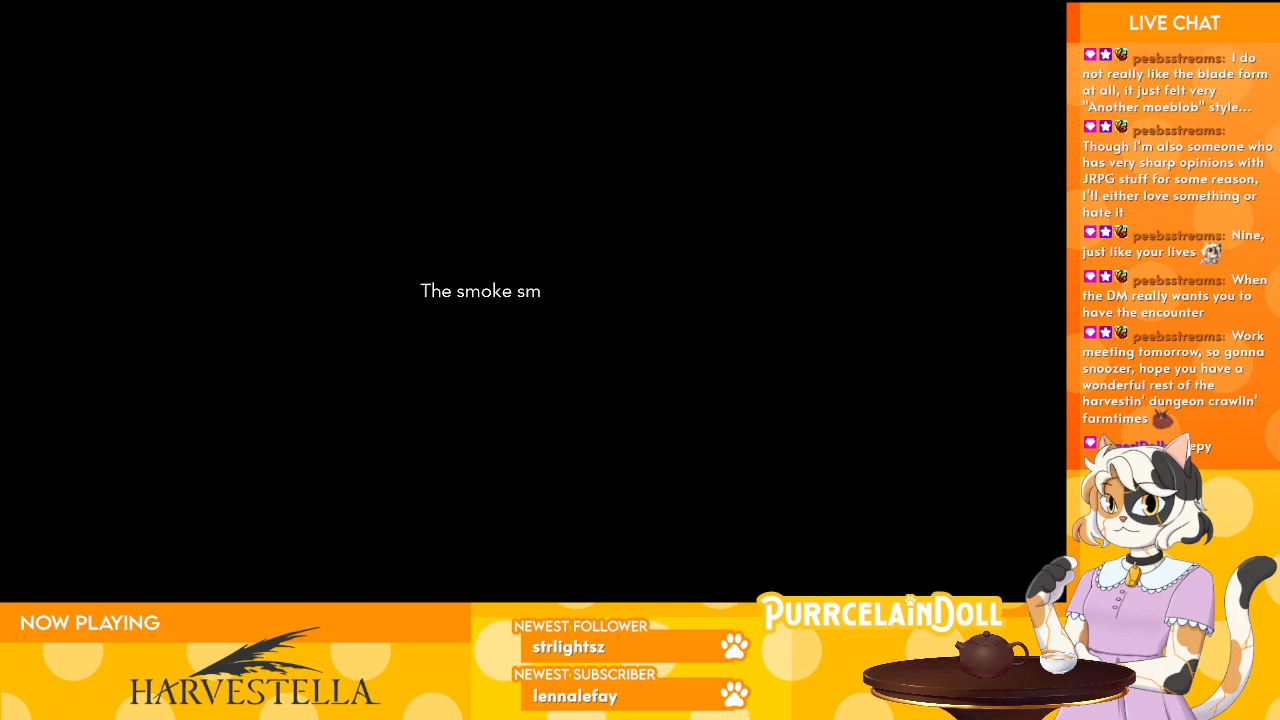 The smoke sm
LIVE CHAT
peebsstreams: I do
not really like the blade form
at all, it just felt very
"Another moeblob" style...
peebsstreams:
Though I'm also someone who
has very sharp opinions with
JRPG stuff for some reason,
I'll either love something or
hate it
peebsstreams: Nine,
just like your lives
peebsstreams: When
the DM really wants you to
have the encounter
peebsstreams: Work
meeting tomorrow, so gonna
snoozer, hope you have a
wonderful rest of the
harvestin' dungeon crawlin'
farmtimes
NOW PLAYING
HARVESTELLA
NEWEST FOLLOWER
strlightsz
NEWEST SUBSCRIBER
lennalefay
PURRCELAINDOLL